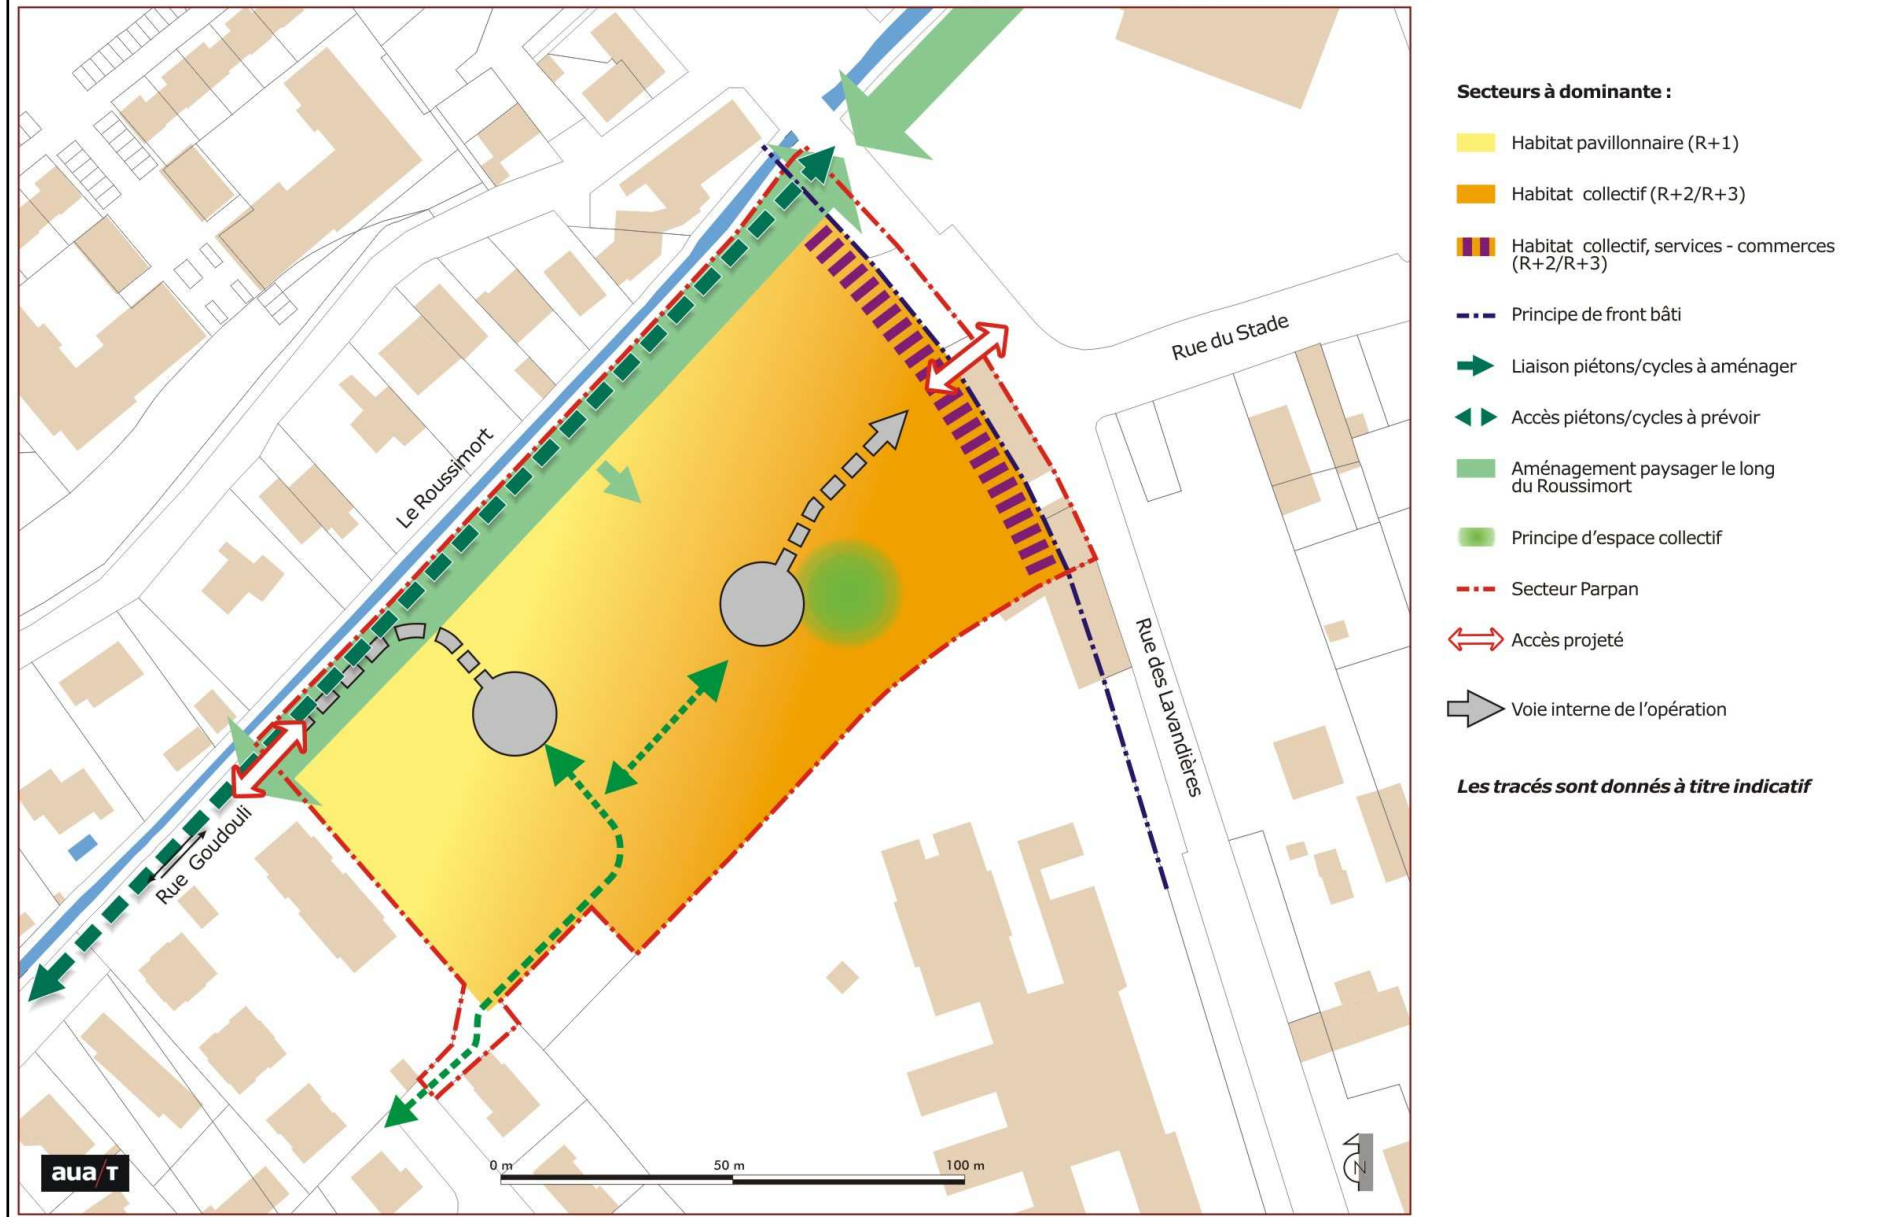 Secteurs à dominante :
Habitat pavillonnaire (R+1)
Habitat collectif (R+2/R+3)
Habitat collectif, services - commerces
(R+2/R+3)
Principe de front bâti
Liaison piétons/cycles à aménager
Accès piétons/cycles à prévoir
Aménagement paysager le long
du Roussimort
Principe d'espace collectif
Secteur Parpan
Accès projeté
Voie interne de l'opération
Les tracés sont donnés à titre indicatif
Rue du Stade
Le Roussimort
Rue des Lavandières
Rue Goudouli
aua/T
0 m 50 m 100 m
N